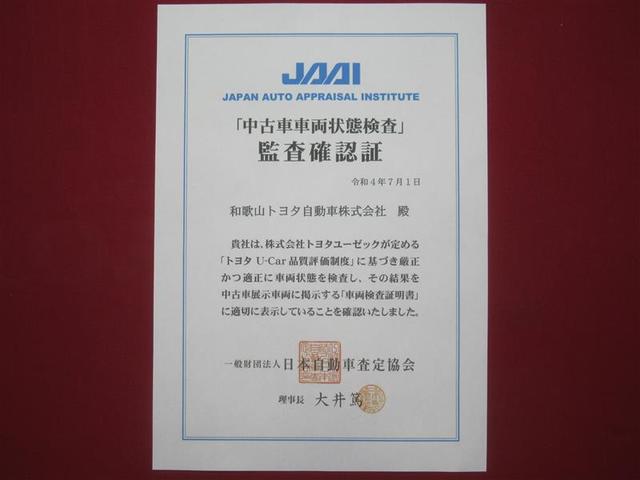 JAAI
JAPAN AUTO APPRAISAL INSTITUTE
「中古車車両状態検査」
監査確認証
令和4年7月1日
和歌山トヨタ自動車株式会社 殿
貴社は、株式会社トヨタユーゼックが定める
「トヨタ U-Car 品質評価制度」に基づき厳正
かつ適正に車両状態を検査し、その結果を
中古車展示車両に掲示する「車両検査証明書」
に適切に表示していることを確認いたしました。
一般財団法人 日本自動車査定協会
理事長 大井篤